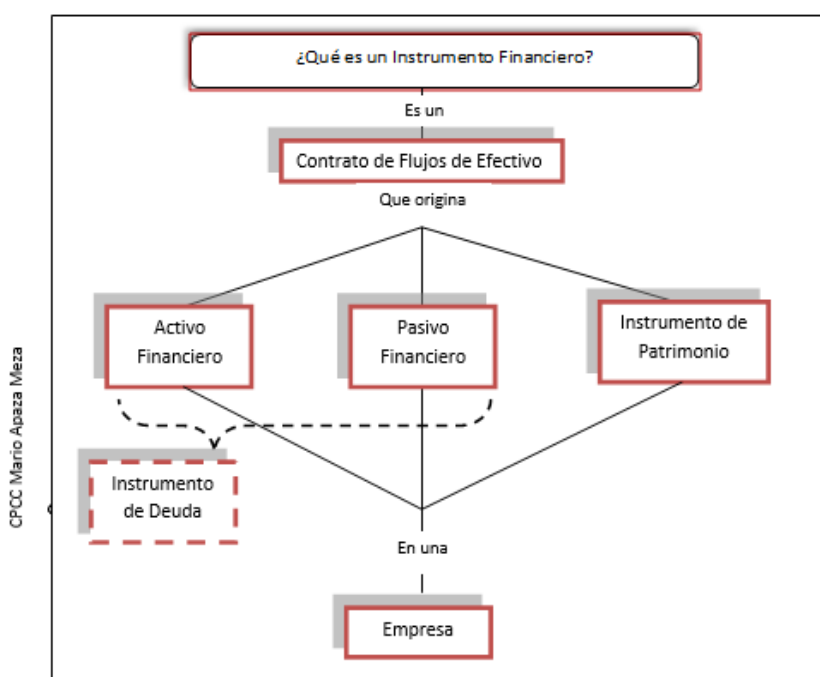 ¿Qué es un Instrumento Financiero?
Es un
Contrato de Flujos de Efectivo
Que origina
Activo
Financiero
Pasivo
Financiero
Instrumento de
Patrimonio
Instrumento
de Deuda
En una
Empresa
CPCC Mario Apaza Meza